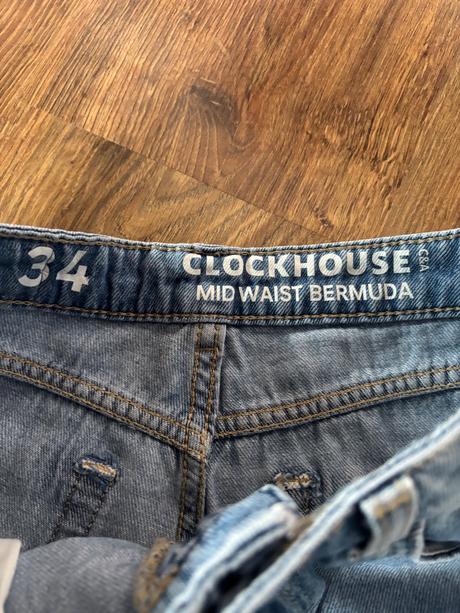 34
CLOCKHOUSE
C&A
MID WAIST BERMUDA